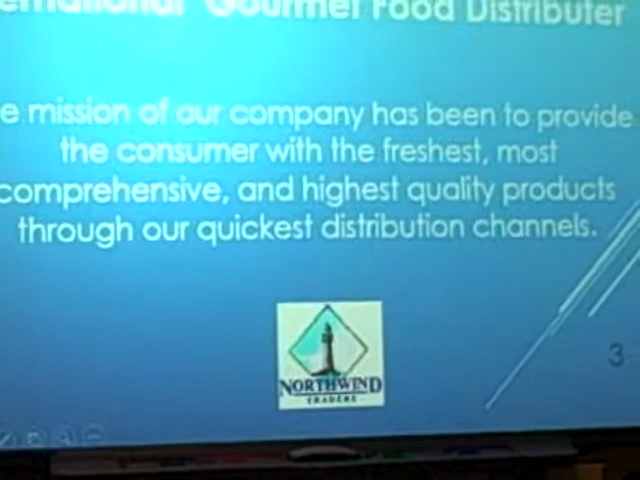 ernational Gourmet Food Distributer
e mission of our company has been to provide
the consumer with the freshest, most
comprehensive, and highest quality products
through our quickest distribution channels.
NORTHWIND
TRADERS
3